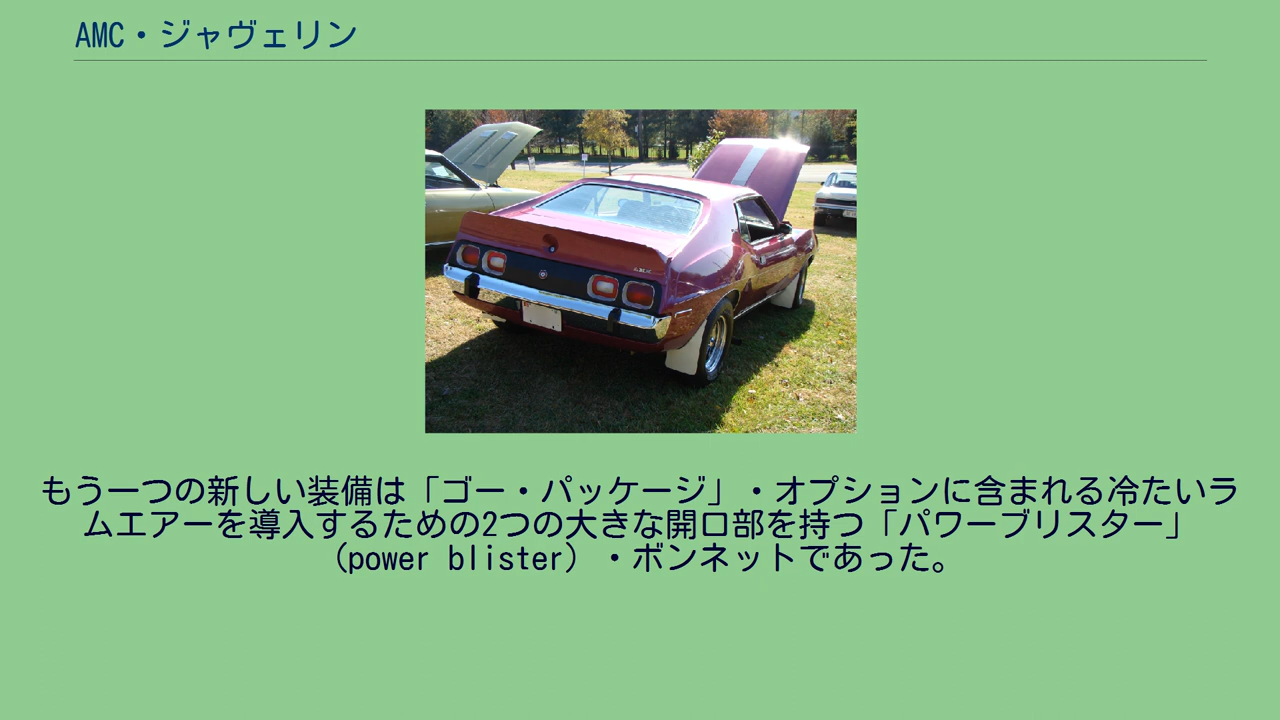 AMC・ジャヴェリン
もう一つの新しい装備は「ゴー・パッケージ」・オプションに含まれる冷たいラ
ムエアーを導入するための2つの大きな開口部を持つ「パワーブリスター」
(power blister) ・ボンネットであった。